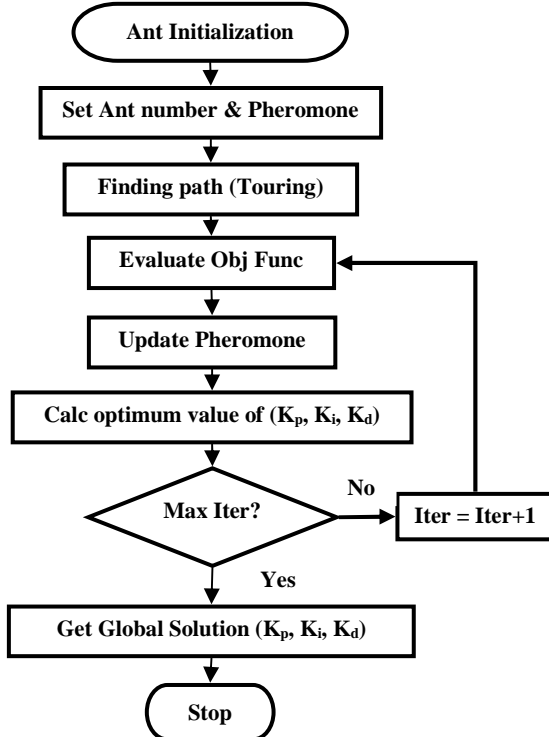 Ant Initialization
Set Ant number & Pheromone
Finding path (Touring)
Evaluate Obj Func
Update Pheromone
Calc optimum value of (Kp, Ki, Kd)
Max Iter?
No
Iter = Iter+1
Yes
Get Global Solution (Kp, Ki, Kd)
Stop